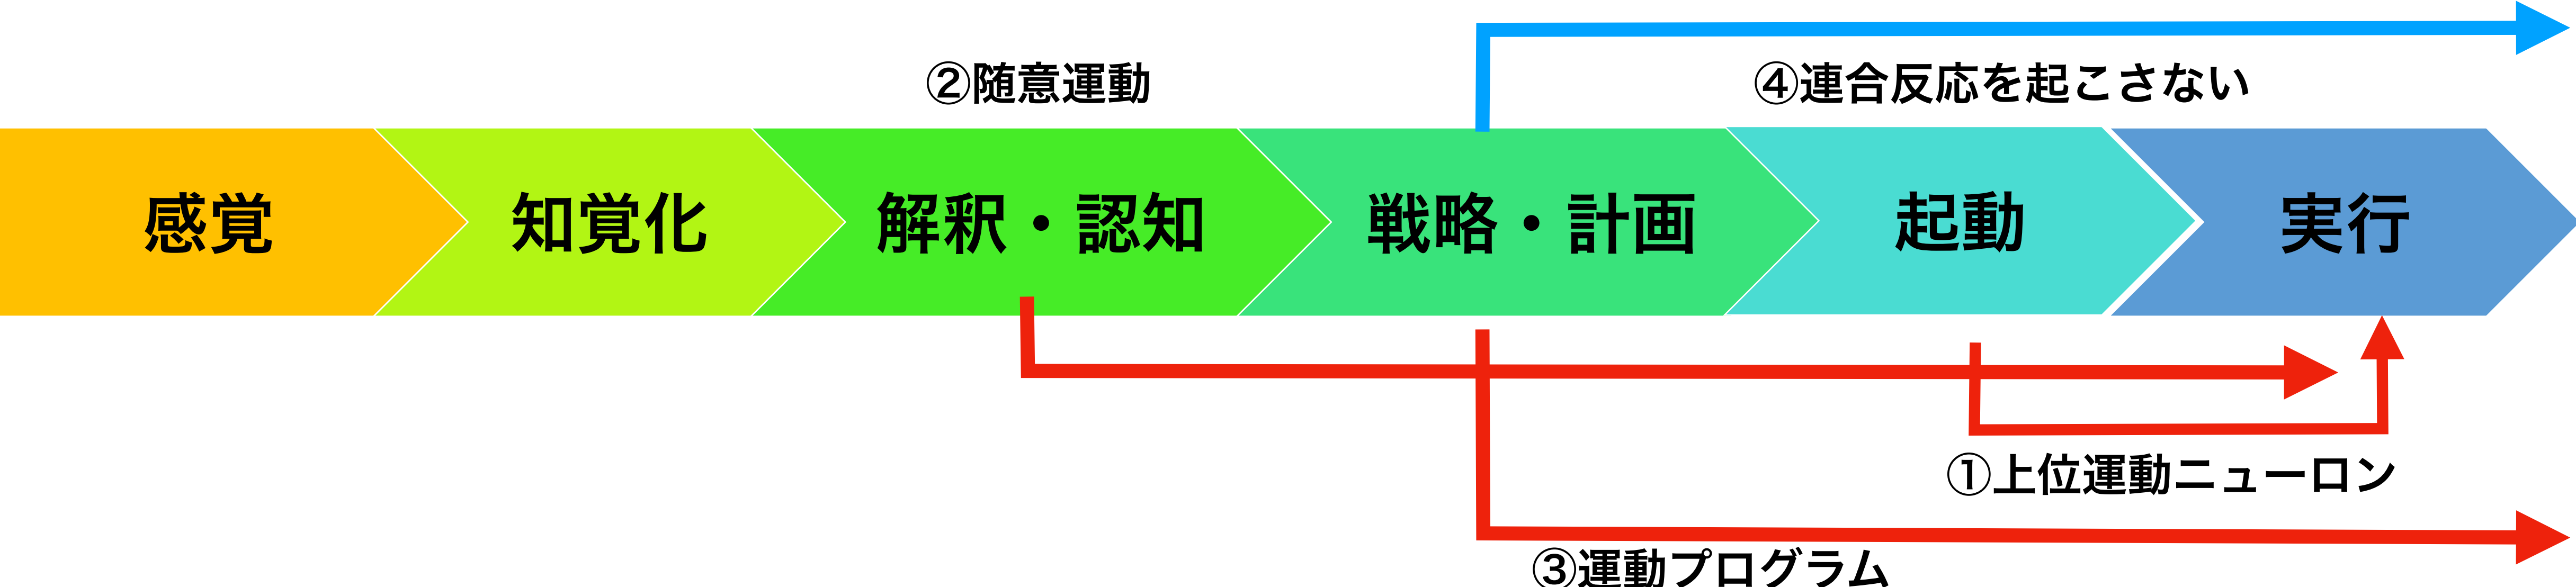 ②随意運動
④連合反応を起こさない
感覚
知覚化
解釈・認知
戦略・計画
起動
実行
①上位運動ニューロン
③運動プログラム